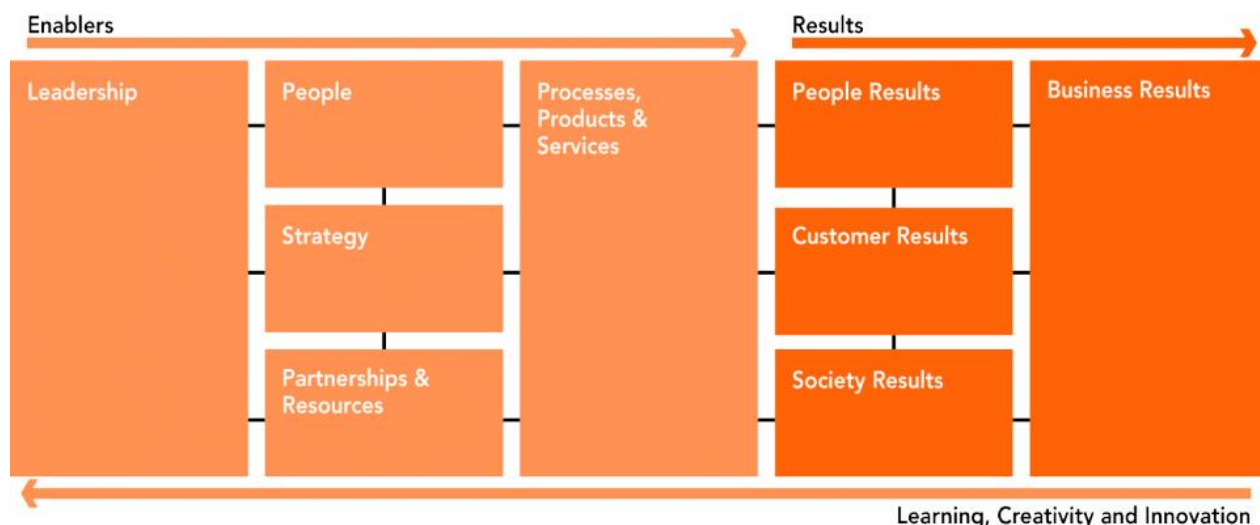 Enablers
Results
Leadership
People
Processes,
Products &
Services
People Results
Business Results
Strategy
Customer Results
Partnerships &
Resources
Society Results
Learning, Creativity and Innovation